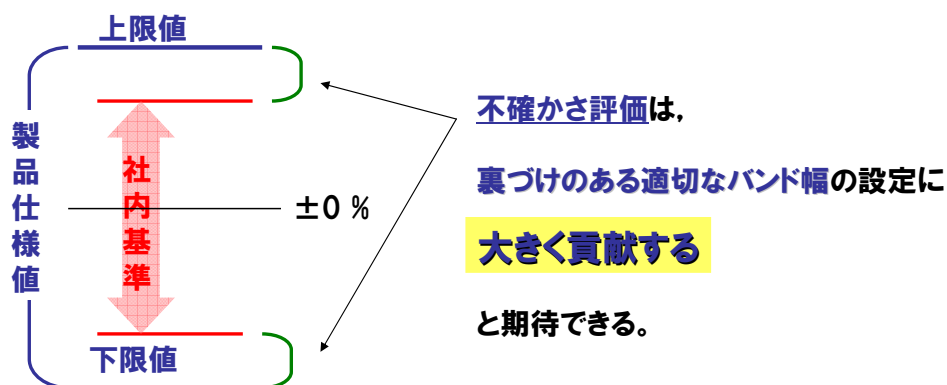 上限値
製品仕様値
社内基準
±0 %
下限値
不確かさ評価は,
裏づけのある適切なバンド幅の設定に
大きく貢献する
と期待できる。